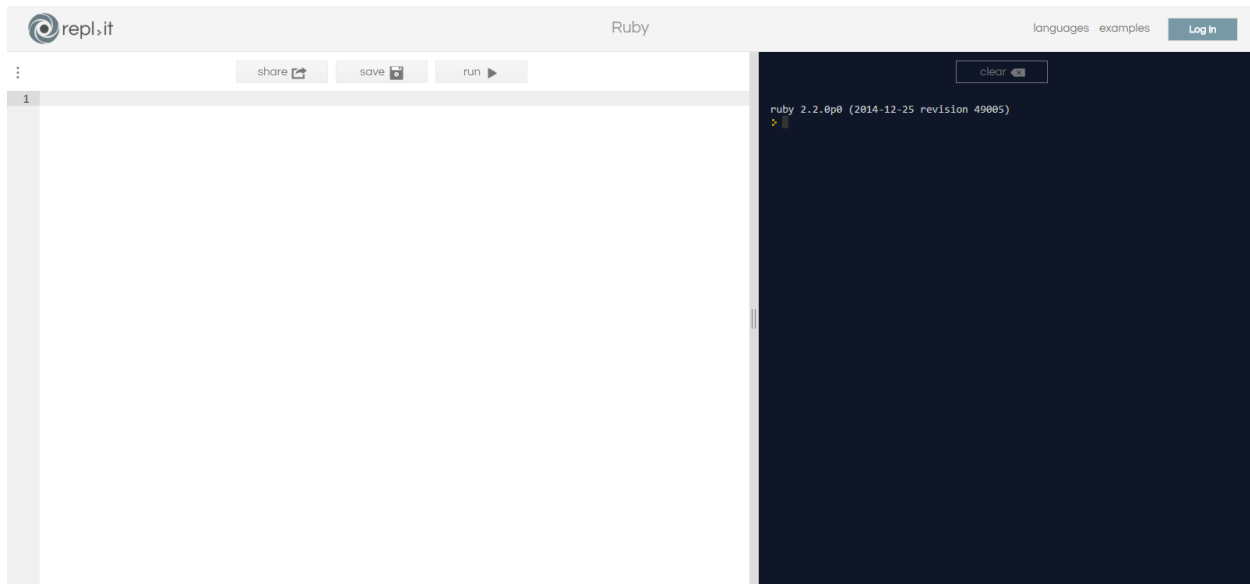 repl.it
Ruby
languages examples Log In
share save run
clear
1
ruby 2.2.0p0 (2014-12-25 revision 49005)
>